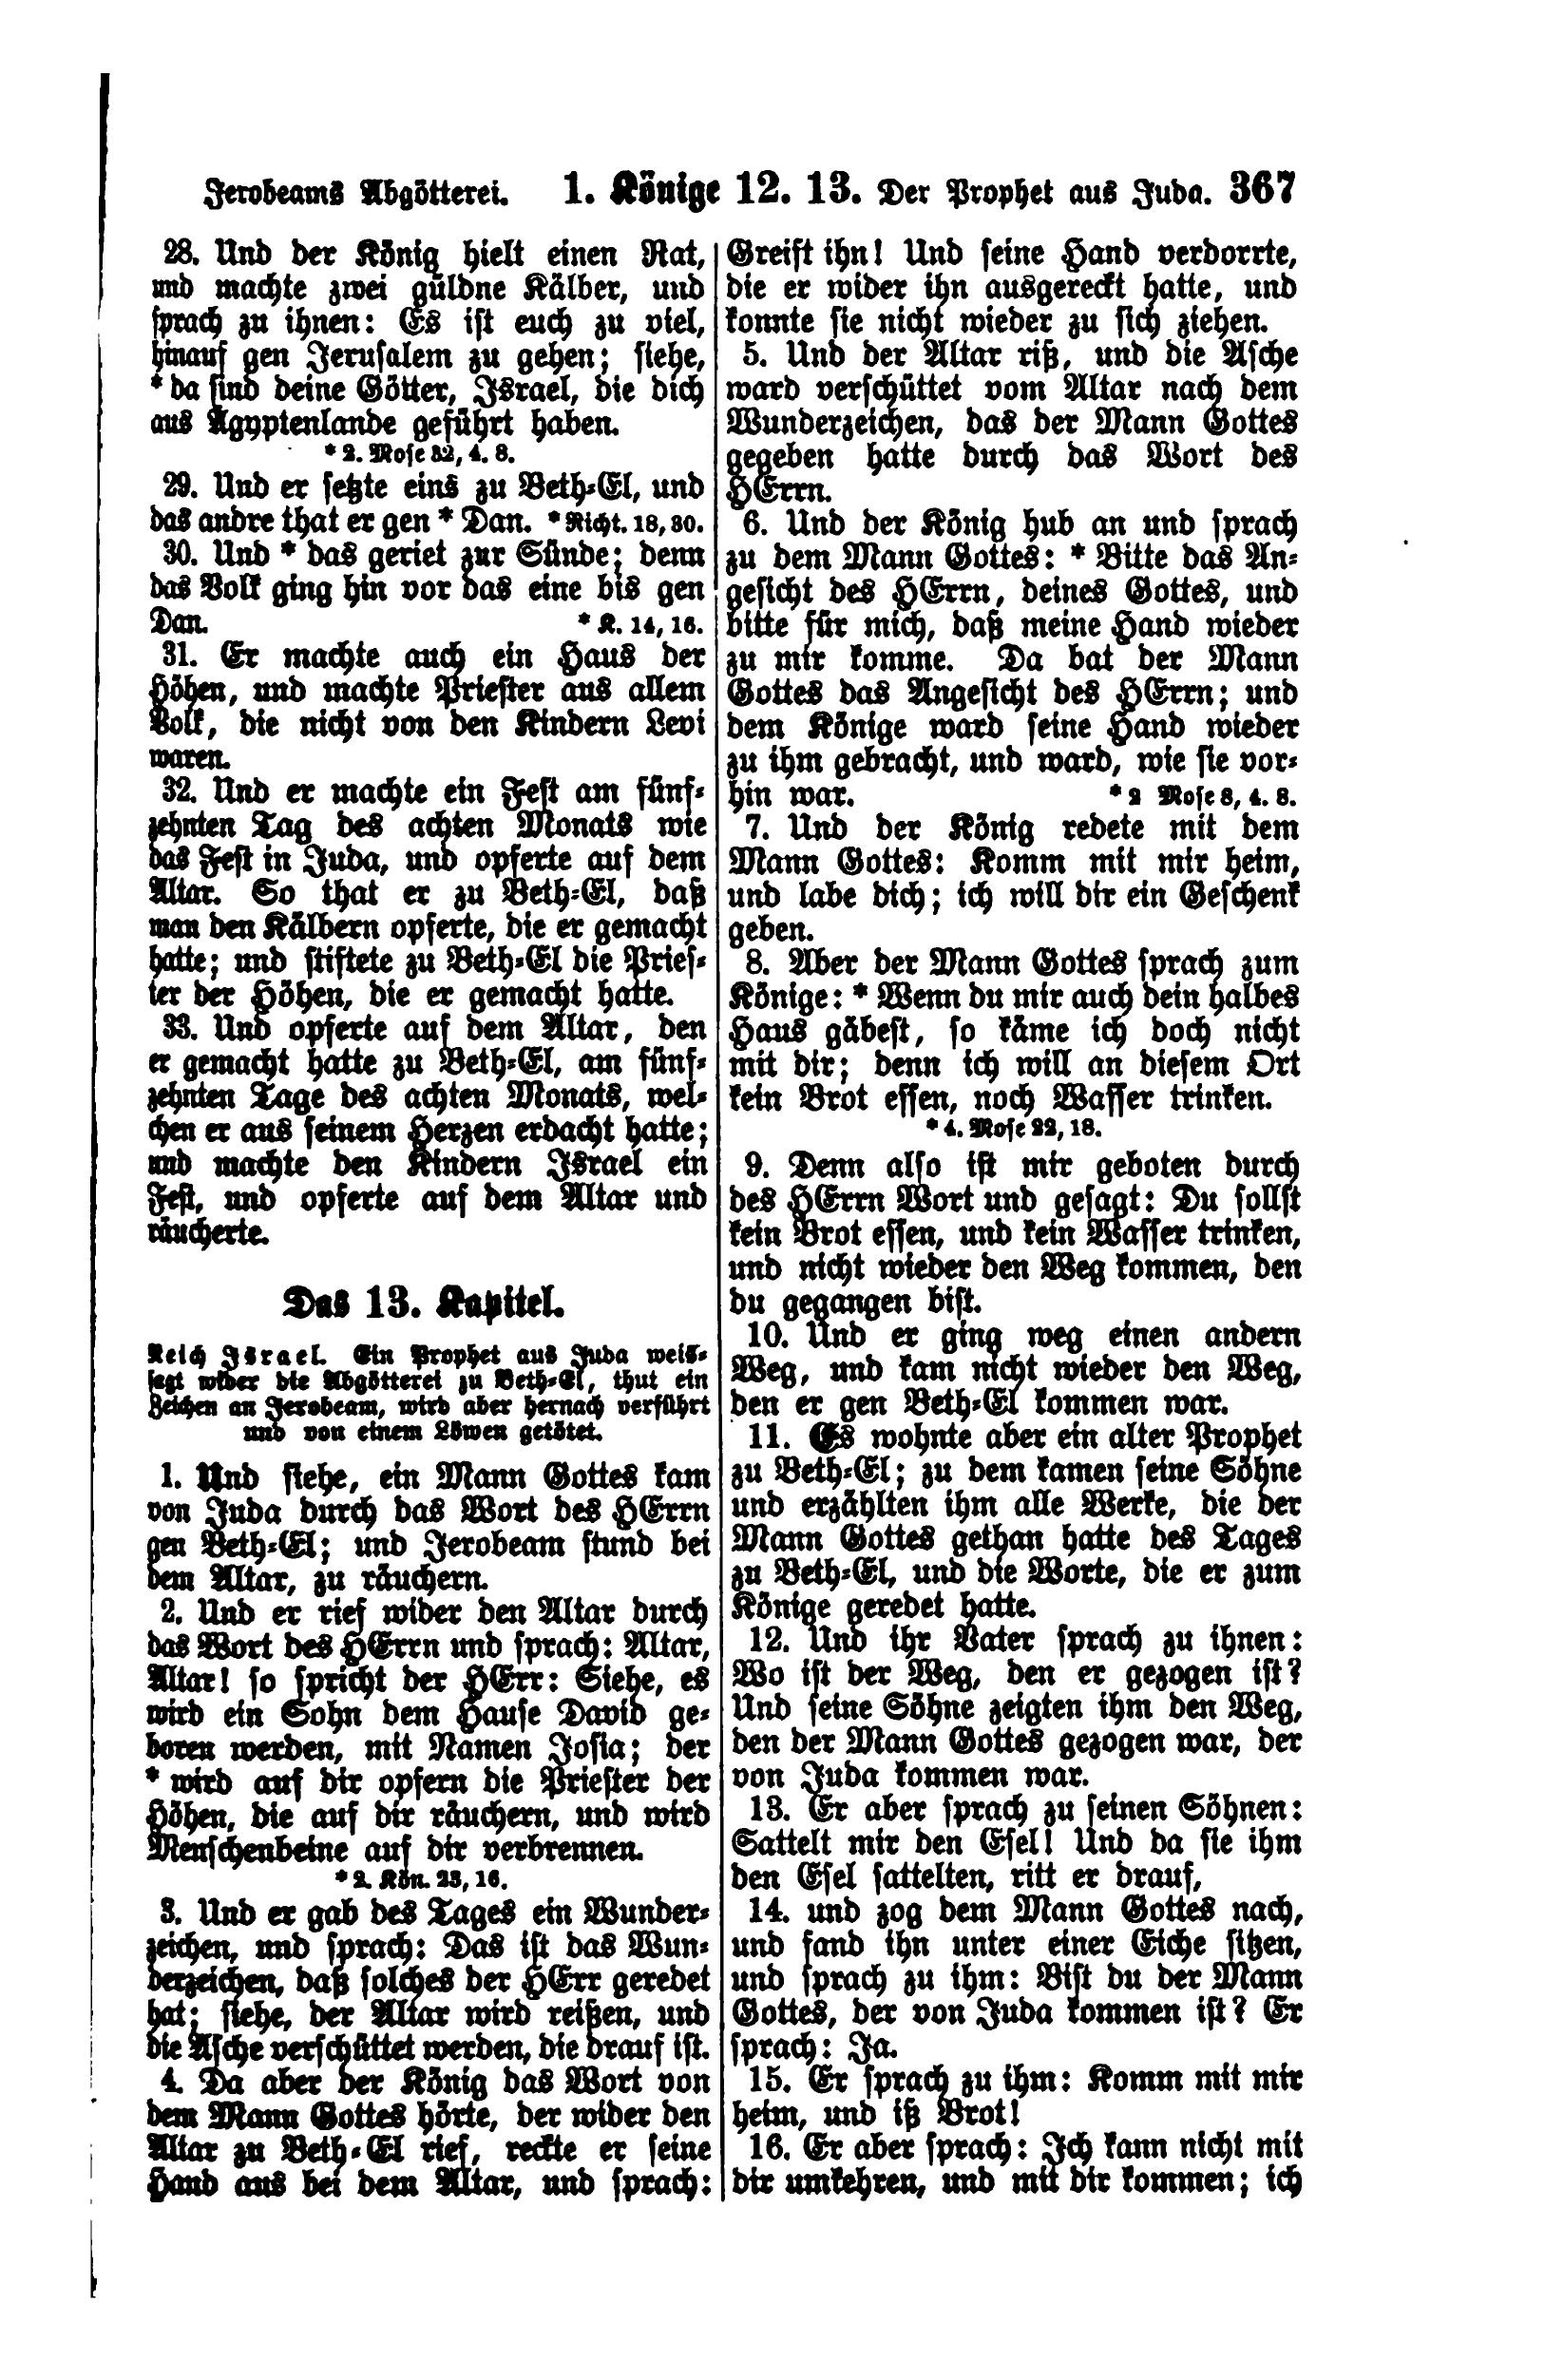 Jerobeams Abgötterei. 1. Könige 12. 13. Der Prophet aus Juda. 367
28. Und der König hielt einen Rat,
und machte zwei güldne Kälber, und
sprach zu ihnen: Es ist euch zu viel,
hinauf gen Jerusalem zu gehen; siehe,
* da sind deine Götter, Israel, die dich
aus Ägyptenlande geführt haben.
* 2. Mose 32, 4. 8.
29. Und er setzte eins zu Beth-El, und
das andre that er gen * Dan. * Richt. 18, 30.
30. Und * das geriet zur Sünde; denn
das Volk ging hin vor das eine bis gen
Dan. * K. 14, 16.
31. Er machte auch ein Haus der
Höhen, und machte Priester aus allem
Volk, die nicht von den Kindern Levi
waren.
32. Und er machte ein Fest am fünf-
zehnten Tag des achten Monats wie
das Fest in Juda, und opferte auf dem
Altar. So that er zu Beth-El, daß
man den Kälbern opferte, die er gemacht
hatte; und stiftete zu Beth-El die Pries-
ter der Höhen, die er gemacht hatte.
33. Und opferte auf dem Altar, den
er gemacht hatte zu Beth-El, am fünf-
zehnten Tage des achten Monats, wel-
chen er aus seinem Herzen erdacht hatte;
und machte den Kindern Israel ein
Fest, und opferte auf dem Altar und
räucherte.
Das 13. Kapitel.
Reich Israel. Ein Prophet aus Juda weis-
sagt wider die Abgötterei zu Beth-El, thut ein
Zeichen an Jerobeam, wird aber hernach verführt
und von einem Löwen getötet.
1. Und siehe, ein Mann Gottes kam
von Juda durch das Wort des HErrn
gen Beth-El; und Jerobeam stund bei
dem Altar, zu räuchern.
2. Und er rief wider den Altar durch
das Wort des HErrn und sprach: Altar,
Altar! so spricht der HErr: Siehe, es
wird ein Sohn dem Hause David ge-
boren werden, mit Namen Josia; der
* wird auf dir opfern die Priester der
Höhen, die auf dir räuchern, und wird
Menschenbeine auf dir verbrennen.
* 2. Kön. 23, 16.
3. Und er gab des Tages ein Wunder-
zeichen, und sprach: Das ist das Wun-
derzeichen, daß solches der HErr geredet
hat; siehe, der Altar wird reißen, und
die Asche verschüttet werden, die drauf ist.
4. Da aber der König das Wort von
dem Mann Gottes hörte, der wider den
Altar zu Beth-El rief, reckte er seine
Hand aus bei dem Altar, und sprach:
Greift ihn! Und seine Hand verdorrte,
die er wider ihn ausgereckt hatte, und
konnte sie nicht wieder zu sich ziehen.
5. Und der Altar riß, und die Asche
ward verschüttet vom Altar nach dem
Wunderzeichen, das der Mann Gottes
gegeben hatte durch das Wort des
HErrn.
6. Und der König hub an und sprach
zu dem Mann Gottes: * Bitte das An-
gesicht des HErrn, deines Gottes, und
bitte für mich, daß meine Hand wieder
zu mir komme. Da bat der Mann
Gottes das Angesicht des HErrn; und
dem Könige ward seine Hand wieder
zu ihm gebracht, und ward, wie sie vor-
hin war. * 2 Mose 8, 4. 8.
7. Und der König redete mit dem
Mann Gottes: Komm mit mir heim,
und labe dich; ich will dir ein Geschenk
geben.
8. Aber der Mann Gottes sprach zum
Könige: * Wenn du mir auch dein halbes
Haus gäbest, so käme ich doch nicht
mit dir; denn ich will an diesem Ort
kein Brot essen, noch Wasser trinken.
* 4. Mose 22, 18.
9. Denn also ist mir geboten durch
des HErrn Wort und gesagt: Du sollst
kein Brot essen, und kein Wasser trinken,
und nicht wieder den Weg kommen, den
du gegangen bist.
10. Und er ging weg einen andern
Weg, und kam nicht wieder den Weg,
den er gen Beth-El kommen war.
11. Es wohnte aber ein alter Prophet
zu Beth-El; zu dem kamen seine Söhne
und erzählten ihm alle Werke, die der
Mann Gottes gethan hatte des Tages
zu Beth-El, und die Worte, die er zum
Könige geredet hatte.
12. Und ihr Vater sprach zu ihnen:
Wo ist der Weg, den er gezogen ist?
Und seine Söhne zeigten ihm den Weg,
den der Mann Gottes gezogen war, der
von Juda kommen war.
13. Er aber sprach zu seinen Söhnen:
Sattelt mir den Esel! Und da sie ihm
den Esel sattelten, ritt er drauf,
14. und zog dem Mann Gottes nach,
und fand ihn unter einer Eiche sitzen,
und sprach zu ihm: Bist du der Mann
Gottes, der von Juda kommen ist? Er
sprach: Ja.
15. Er sprach zu ihm: Komm mit mir
heim, und iß Brot!
16. Er aber sprach: Ich kann nicht mit
dir umkehren, und mit dir kommen; ich